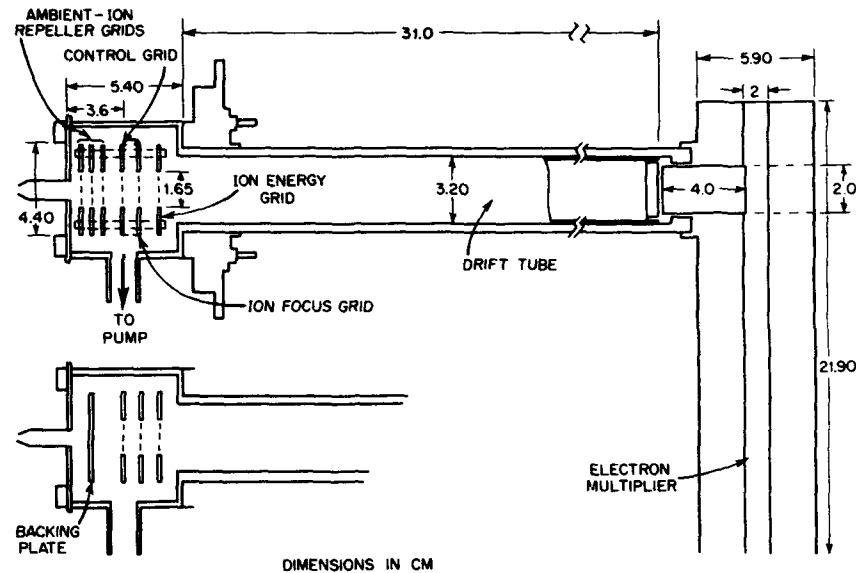 AMBIENT-ION
REPELLER GRIDS
CONTROL GRID
31.0
5.90
5.40
2
3.6
4.40
1.65
ION ENERGY
GRID
3.20
4.0
2.0
DRIFT TUBE
ION FOCUS GRID
TO
PUMP
21.90
ELECTRON
MULTIPLIER
BACKING
PLATE
DIMENSIONS IN CM